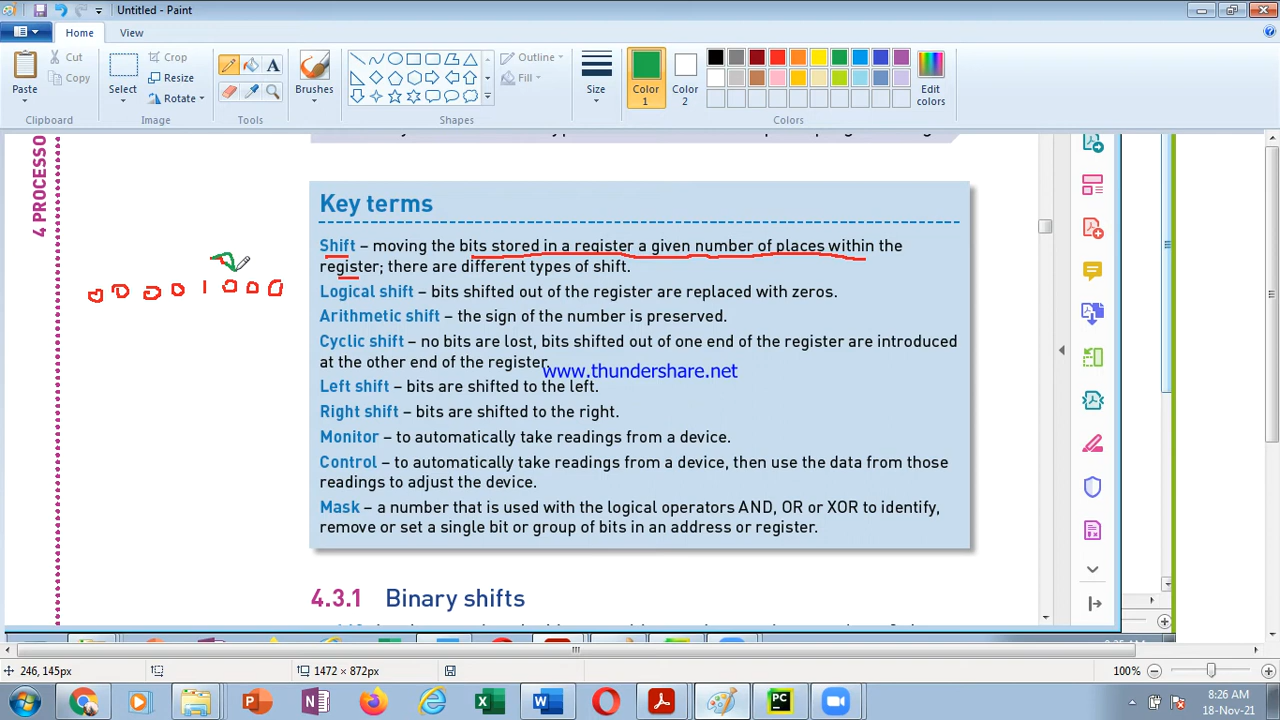 Untitled - Paint
Home View
Paste
Cut
Copy
Clipboard
Select
Crop
Resize
Rotate
Image
Tools
Brushes
Outline
Fill
Shapes
Size
Color 1
Color 2
Edit colors
Colors
4 PROCESSO
Key terms
Shift – moving the bits stored in a register a given number of places within the
register; there are different types of shift.
0 0 0 0 1 0 0 0
Logical shift – bits shifted out of the register are replaced with zeros.
Arithmetic shift – the sign of the number is preserved.
Cyclic shift – no bits are lost, bits shifted out of one end of the register are introduced
at the other end of the register.
www.thundershare.net
Left shift – bits are shifted to the left.
Right shift – bits are shifted to the right.
Monitor – to automatically take readings from a device.
Control – to automatically take readings from a device, then use the data from those
readings to adjust the device.
Mask – a number that is used with the logical operators AND, OR or XOR to identify,
remove or set a single bit or group of bits in an address or register.
4.3.1 Binary shifts
246, 145px
1472 × 872px
100%
8:26 AM
18-Nov-21